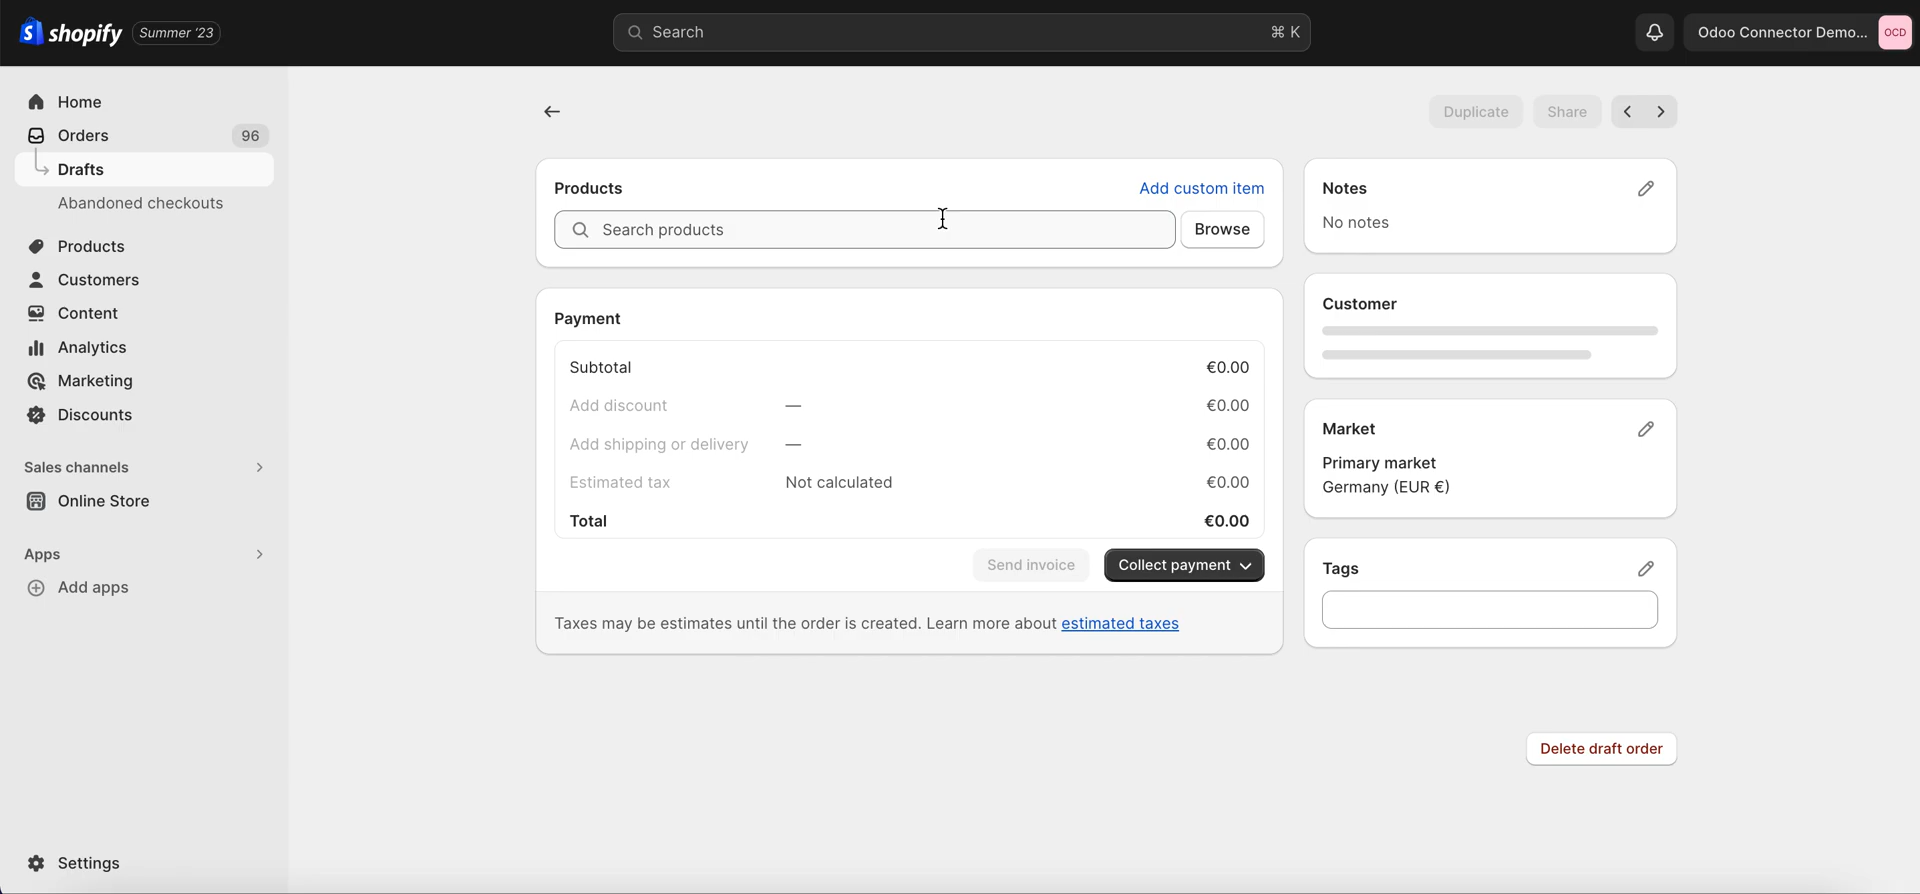 shopify Summer '23
Search ⌘ K
Odoo Connector Demo... OCD
Home
Orders 96
Drafts
Abandoned checkouts
Products
Customers
Content
Analytics
Marketing
Discounts
Sales channels
Online Store
Apps
Add apps
Settings
Duplicate Share
Products Add custom item
Search products Browse
Payment
Subtotal €0.00
Add discount — €0.00
Add shipping or delivery — €0.00
Estimated tax Not calculated €0.00
Total €0.00
Send invoice Collect payment
Taxes may be estimates until the order is created. Learn more about estimated taxes
Notes
No notes
Customer
Market
Primary market
Germany (EUR €)
Tags
Delete draft order